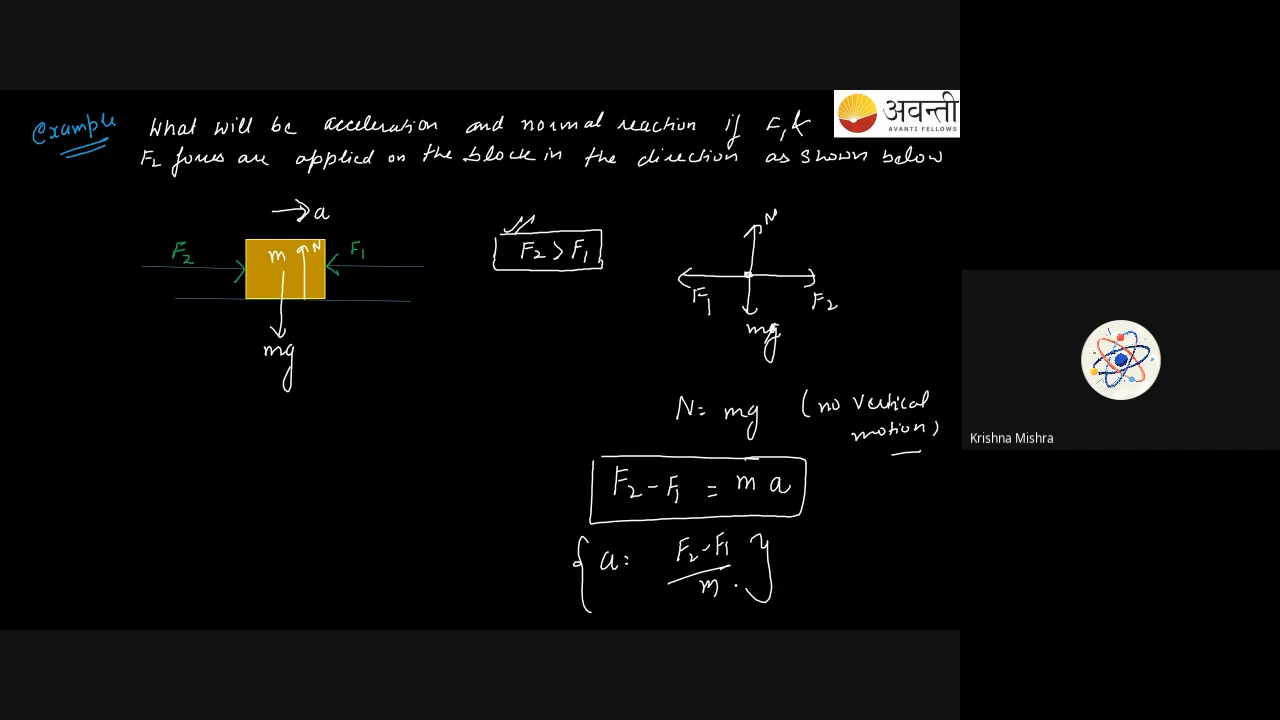 Example What will be acceleration and normal reaction if F1 &
अवन्ती
AVANTI FELLOWS
F2 forces are applied on the block in the direction as shown below
→ a
F2
m
N
F1
mg
F2 > F1
N
F1
F2
mg
N = mg (no vertical
motion)
F2 - F1 = m a
{ a = F2 - F1 / m . }
Krishna Mishra